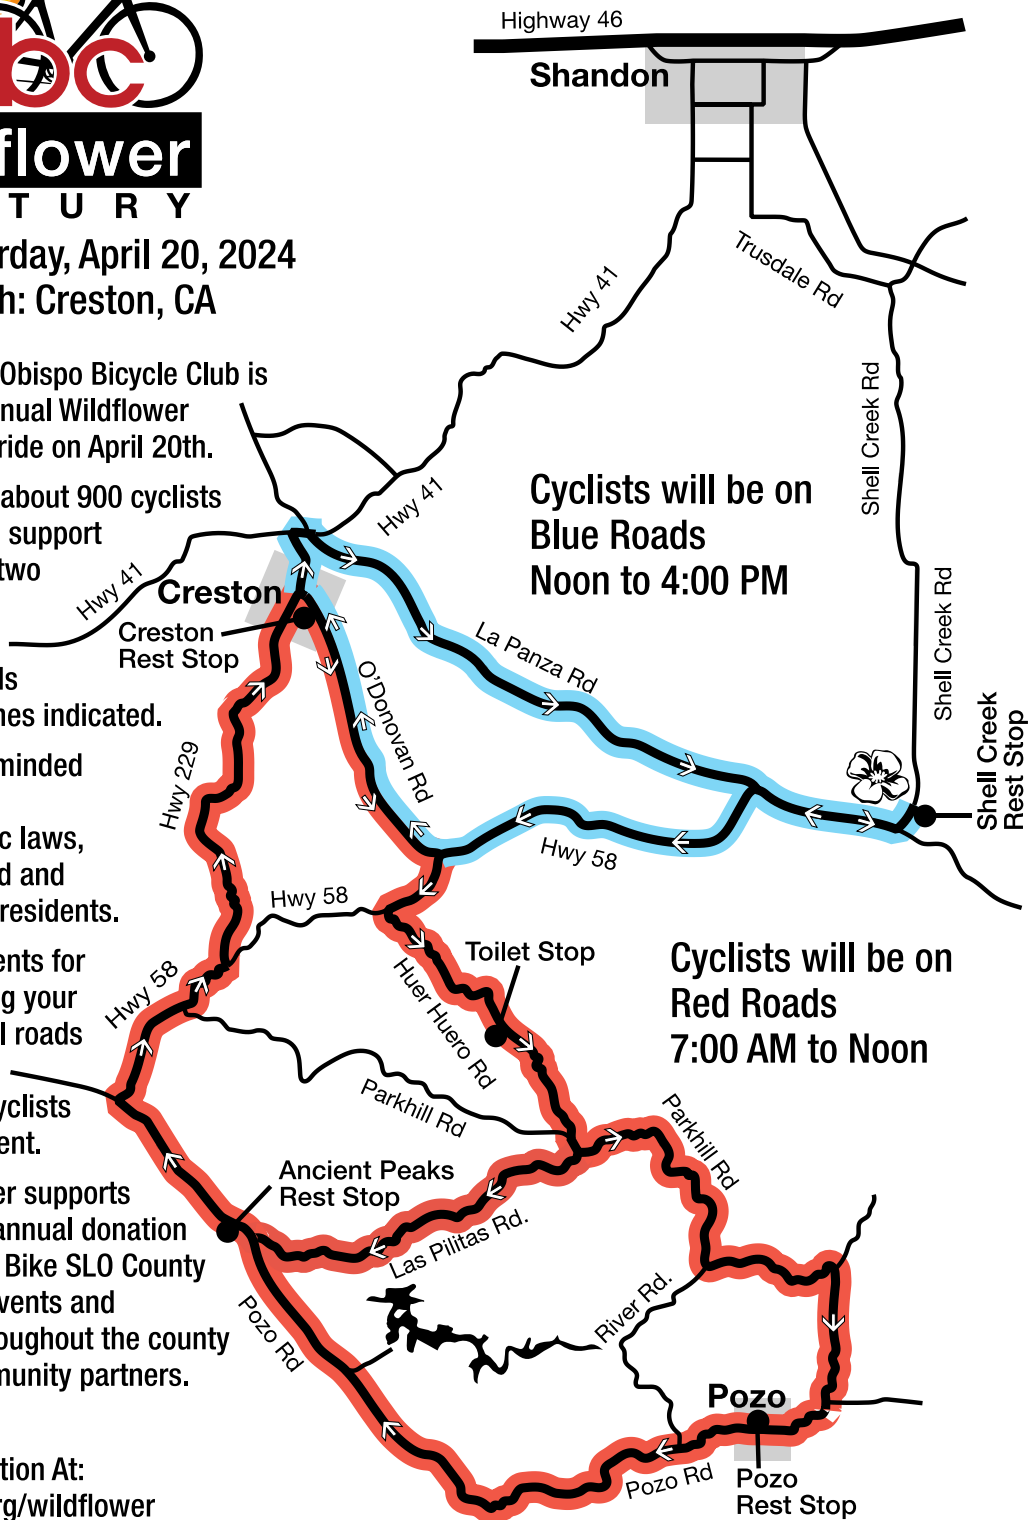 bc
flower
TURY
rday, April 20, 2024
h: Creston, CA
Obispo Bicycle Club is
nual Wildflower
ride on April 20th.
about 900 cyclists
support
two
ls
nes indicated.
minded
c laws,
d and
residents.
ents for
g your
l roads
yclists
ent.
er supports
annual donation
Bike SLO County
vents and
oughout the county
munity partners.
tion At:
rg/wildflower
Highway 46
Shandon
Trusdale Rd
Hwy 41
Shell Creek Rd
Hwy 41
Cyclists will be on
Blue Roads
Noon to 4:00 PM
Hwy 41
Creston
Creston
Rest Stop
La Panza Rd
Shell Creek Rd
O'Donovan Rd
Shell Creek
Rest Stop
Hwy 229
Hwy 58
Hwy 58
Toilet Stop
Cyclists will be on
Red Roads
7:00 AM to Noon
Hwy 58
Huer Huero Rd
Parkhill Rd
Parkhill Rd
Ancient Peaks
Rest Stop
Las Pilitas Rd.
River Rd.
Pozo Rd
Pozo
Pozo Rd
Pozo
Rest Stop